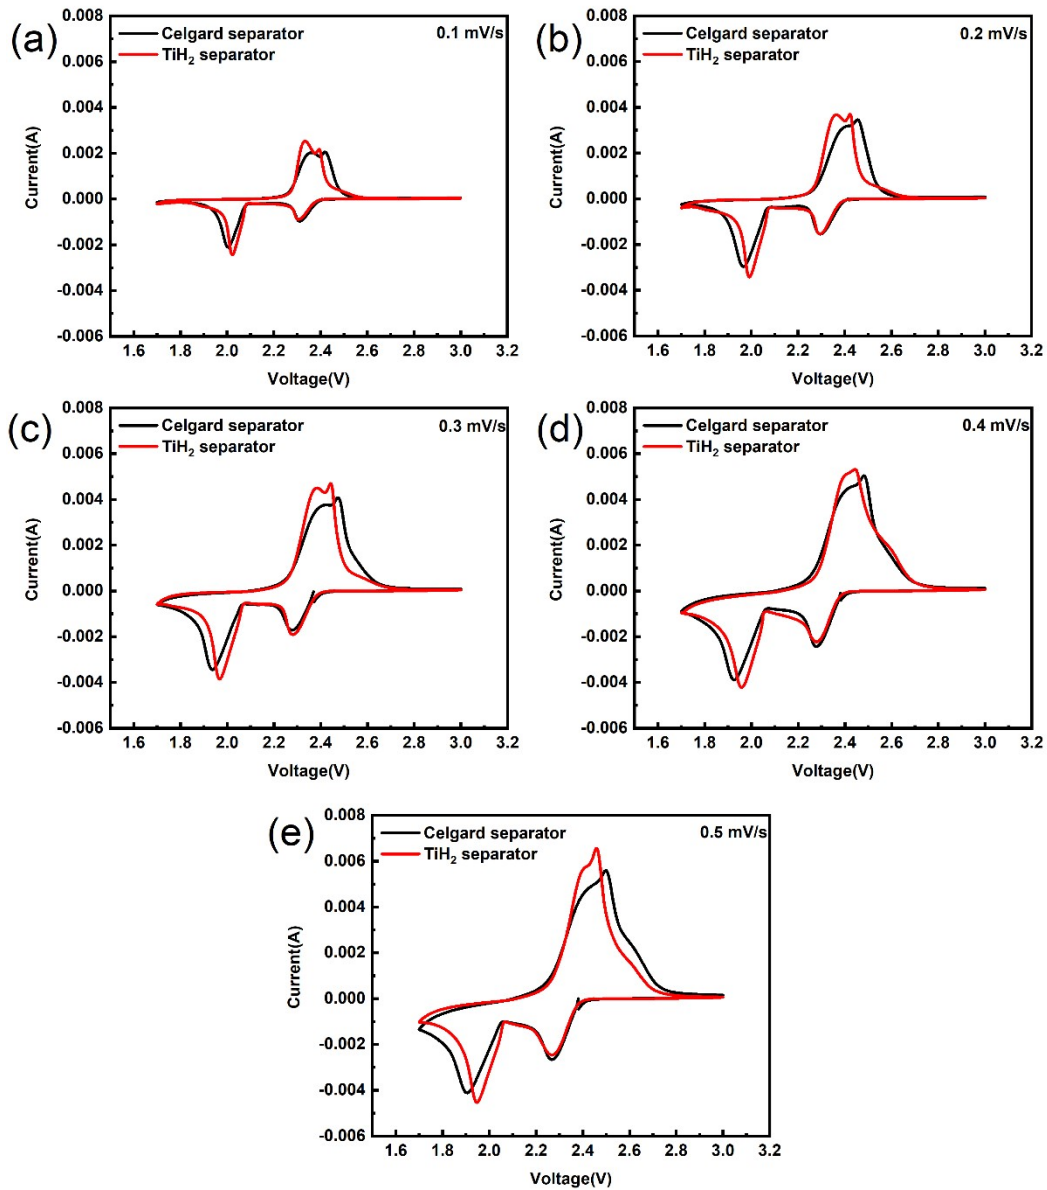 (a)
Celgard separator
TiH₂ separator
0.1 mV/s
0.008
0.006
0.004
0.002
0.000
-0.002
-0.004
-0.006
Current(A)
1.6 1.8 2.0 2.2 2.4 2.6 2.8 3.0 3.2
Voltage(V)
(b)
Celgard separator
TiH₂ separator
0.2 mV/s
0.008
0.006
0.004
0.002
0.000
-0.002
-0.004
-0.006
Current(A)
1.6 1.8 2.0 2.2 2.4 2.6 2.8 3.0 3.2
Voltage(V)
(c)
Celgard separator
TiH₂ separator
0.3 mV/s
0.008
0.006
0.004
0.002
0.000
-0.002
-0.004
-0.006
Current(A)
1.6 1.8 2.0 2.2 2.4 2.6 2.8 3.0 3.2
Voltage(V)
(d)
Celgard separator
TiH₂ separator
0.4 mV/s
0.008
0.006
0.004
0.002
0.000
-0.002
-0.004
-0.006
Current(A)
1.6 1.8 2.0 2.2 2.4 2.6 2.8 3.0 3.2
Voltage(V)
(e)
Celgard separator
TiH₂ separator
0.5 mV/s
0.008
0.006
0.004
0.002
0.000
-0.002
-0.004
-0.006
Current(A)
1.6 1.8 2.0 2.2 2.4 2.6 2.8 3.0 3.2
Voltage(V)